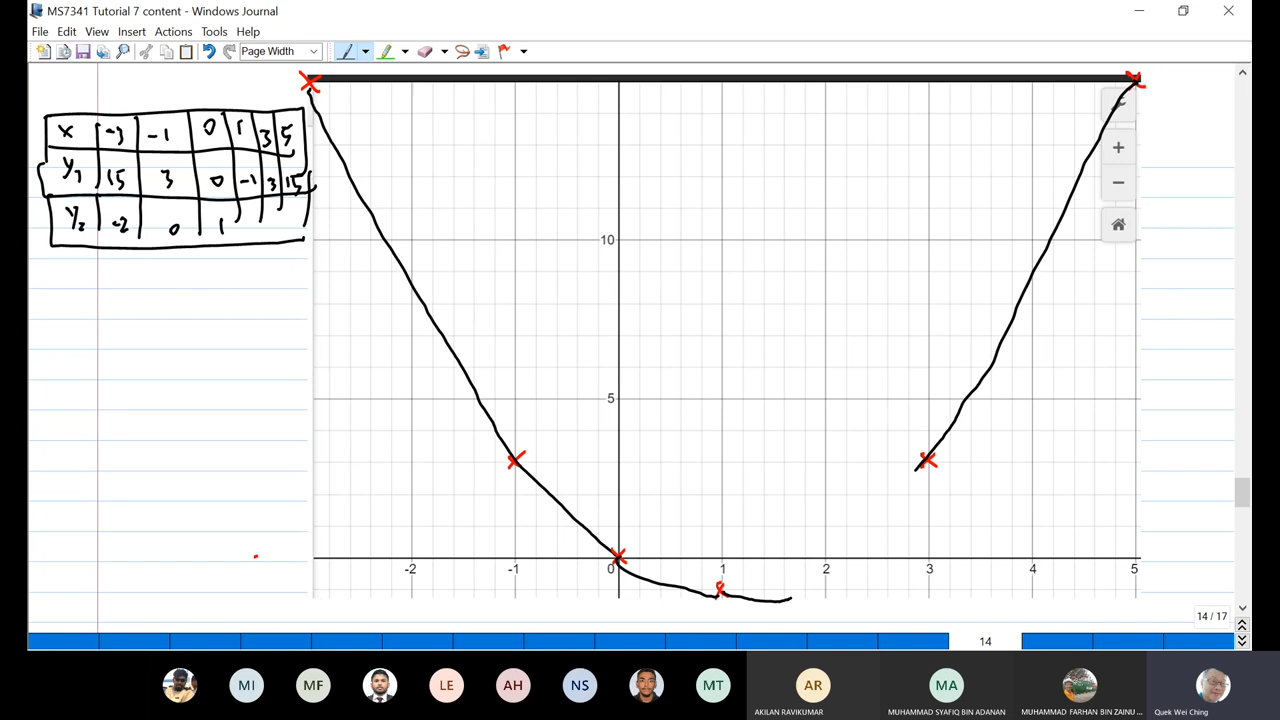 MS7341 Tutorial 7 content - Windows Journal
File Edit View Insert Actions Tools Help
Page Width
x -3 -1 0 1 3 5
y₁ 15 3 0 -1 3 15
y₂ -2 0 1
10
5
-2 -1 0 1 2 3 4 5
14 / 17
14
MI MF LE AH NS MT AR MA
AKILAN RAVIKUMAR MUHAMMAD SYAFIQ BIN ADANAN MUHAMMAD FARHAN BIN ZAINU ... Quek Wei Ching